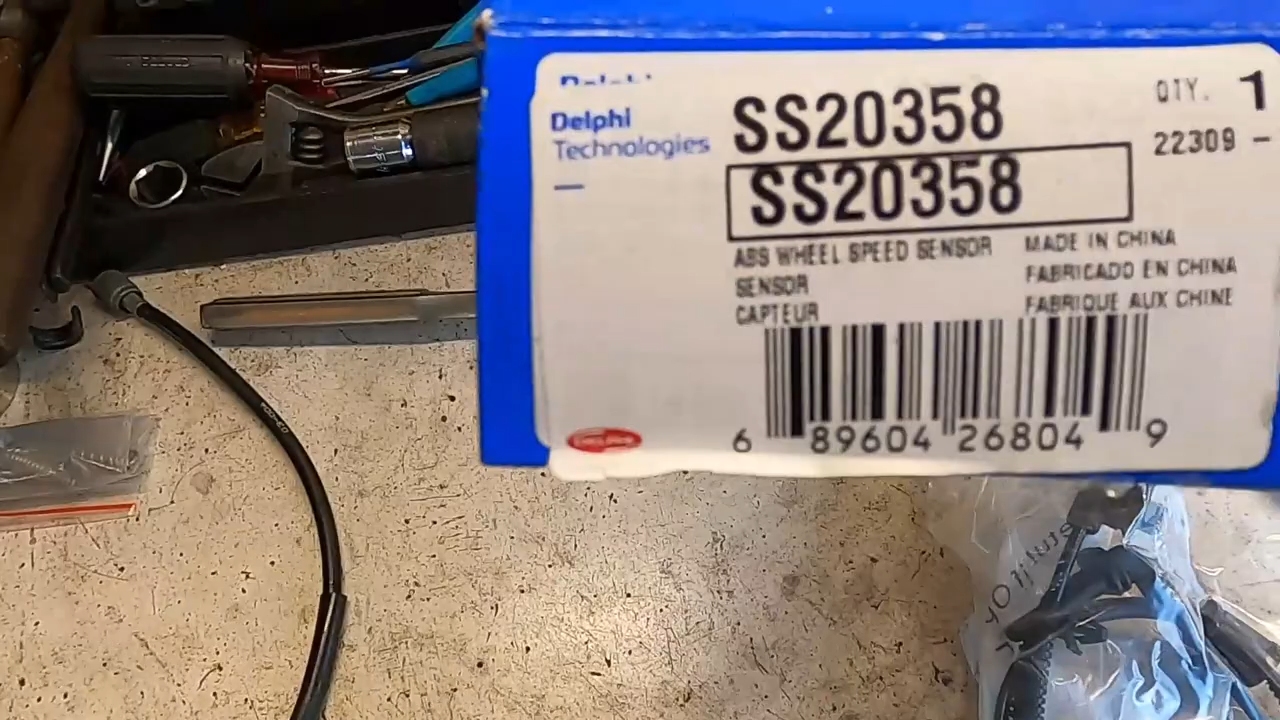 Delphi
Technologies
SS20358
SS20358
QTY. 1
22309 -
ABS WHEEL SPEED SENSOR
SENSOR
CAPTEUR
MADE IN CHINA
FABRICADO EN CHINA
FABRIQUE AUX CHINE
6 89604 26804 9